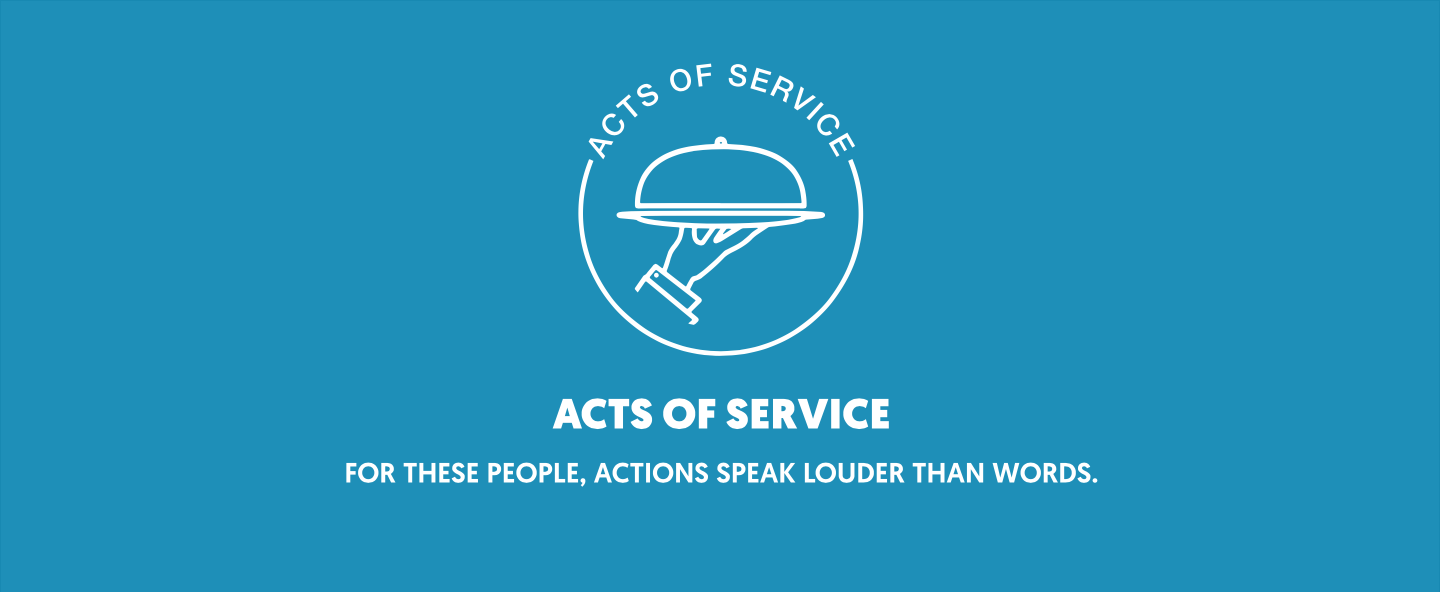 ACTS OF SERVICE
ACTS OF SERVICE
FOR THESE PEOPLE, ACTIONS SPEAK LOUDER THAN WORDS.